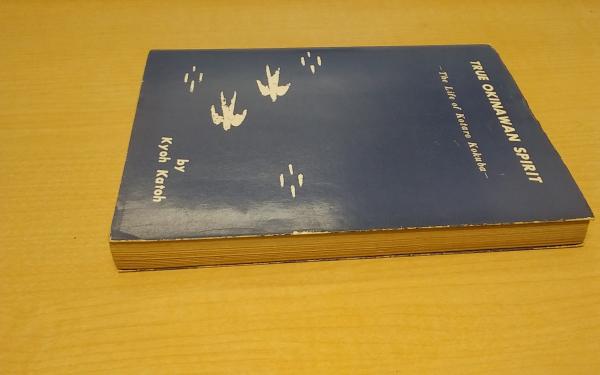 TRUE OKINAWAN SPIRIT
—The Life of Kotaro Kokuba—
by
Kyoh Katoh